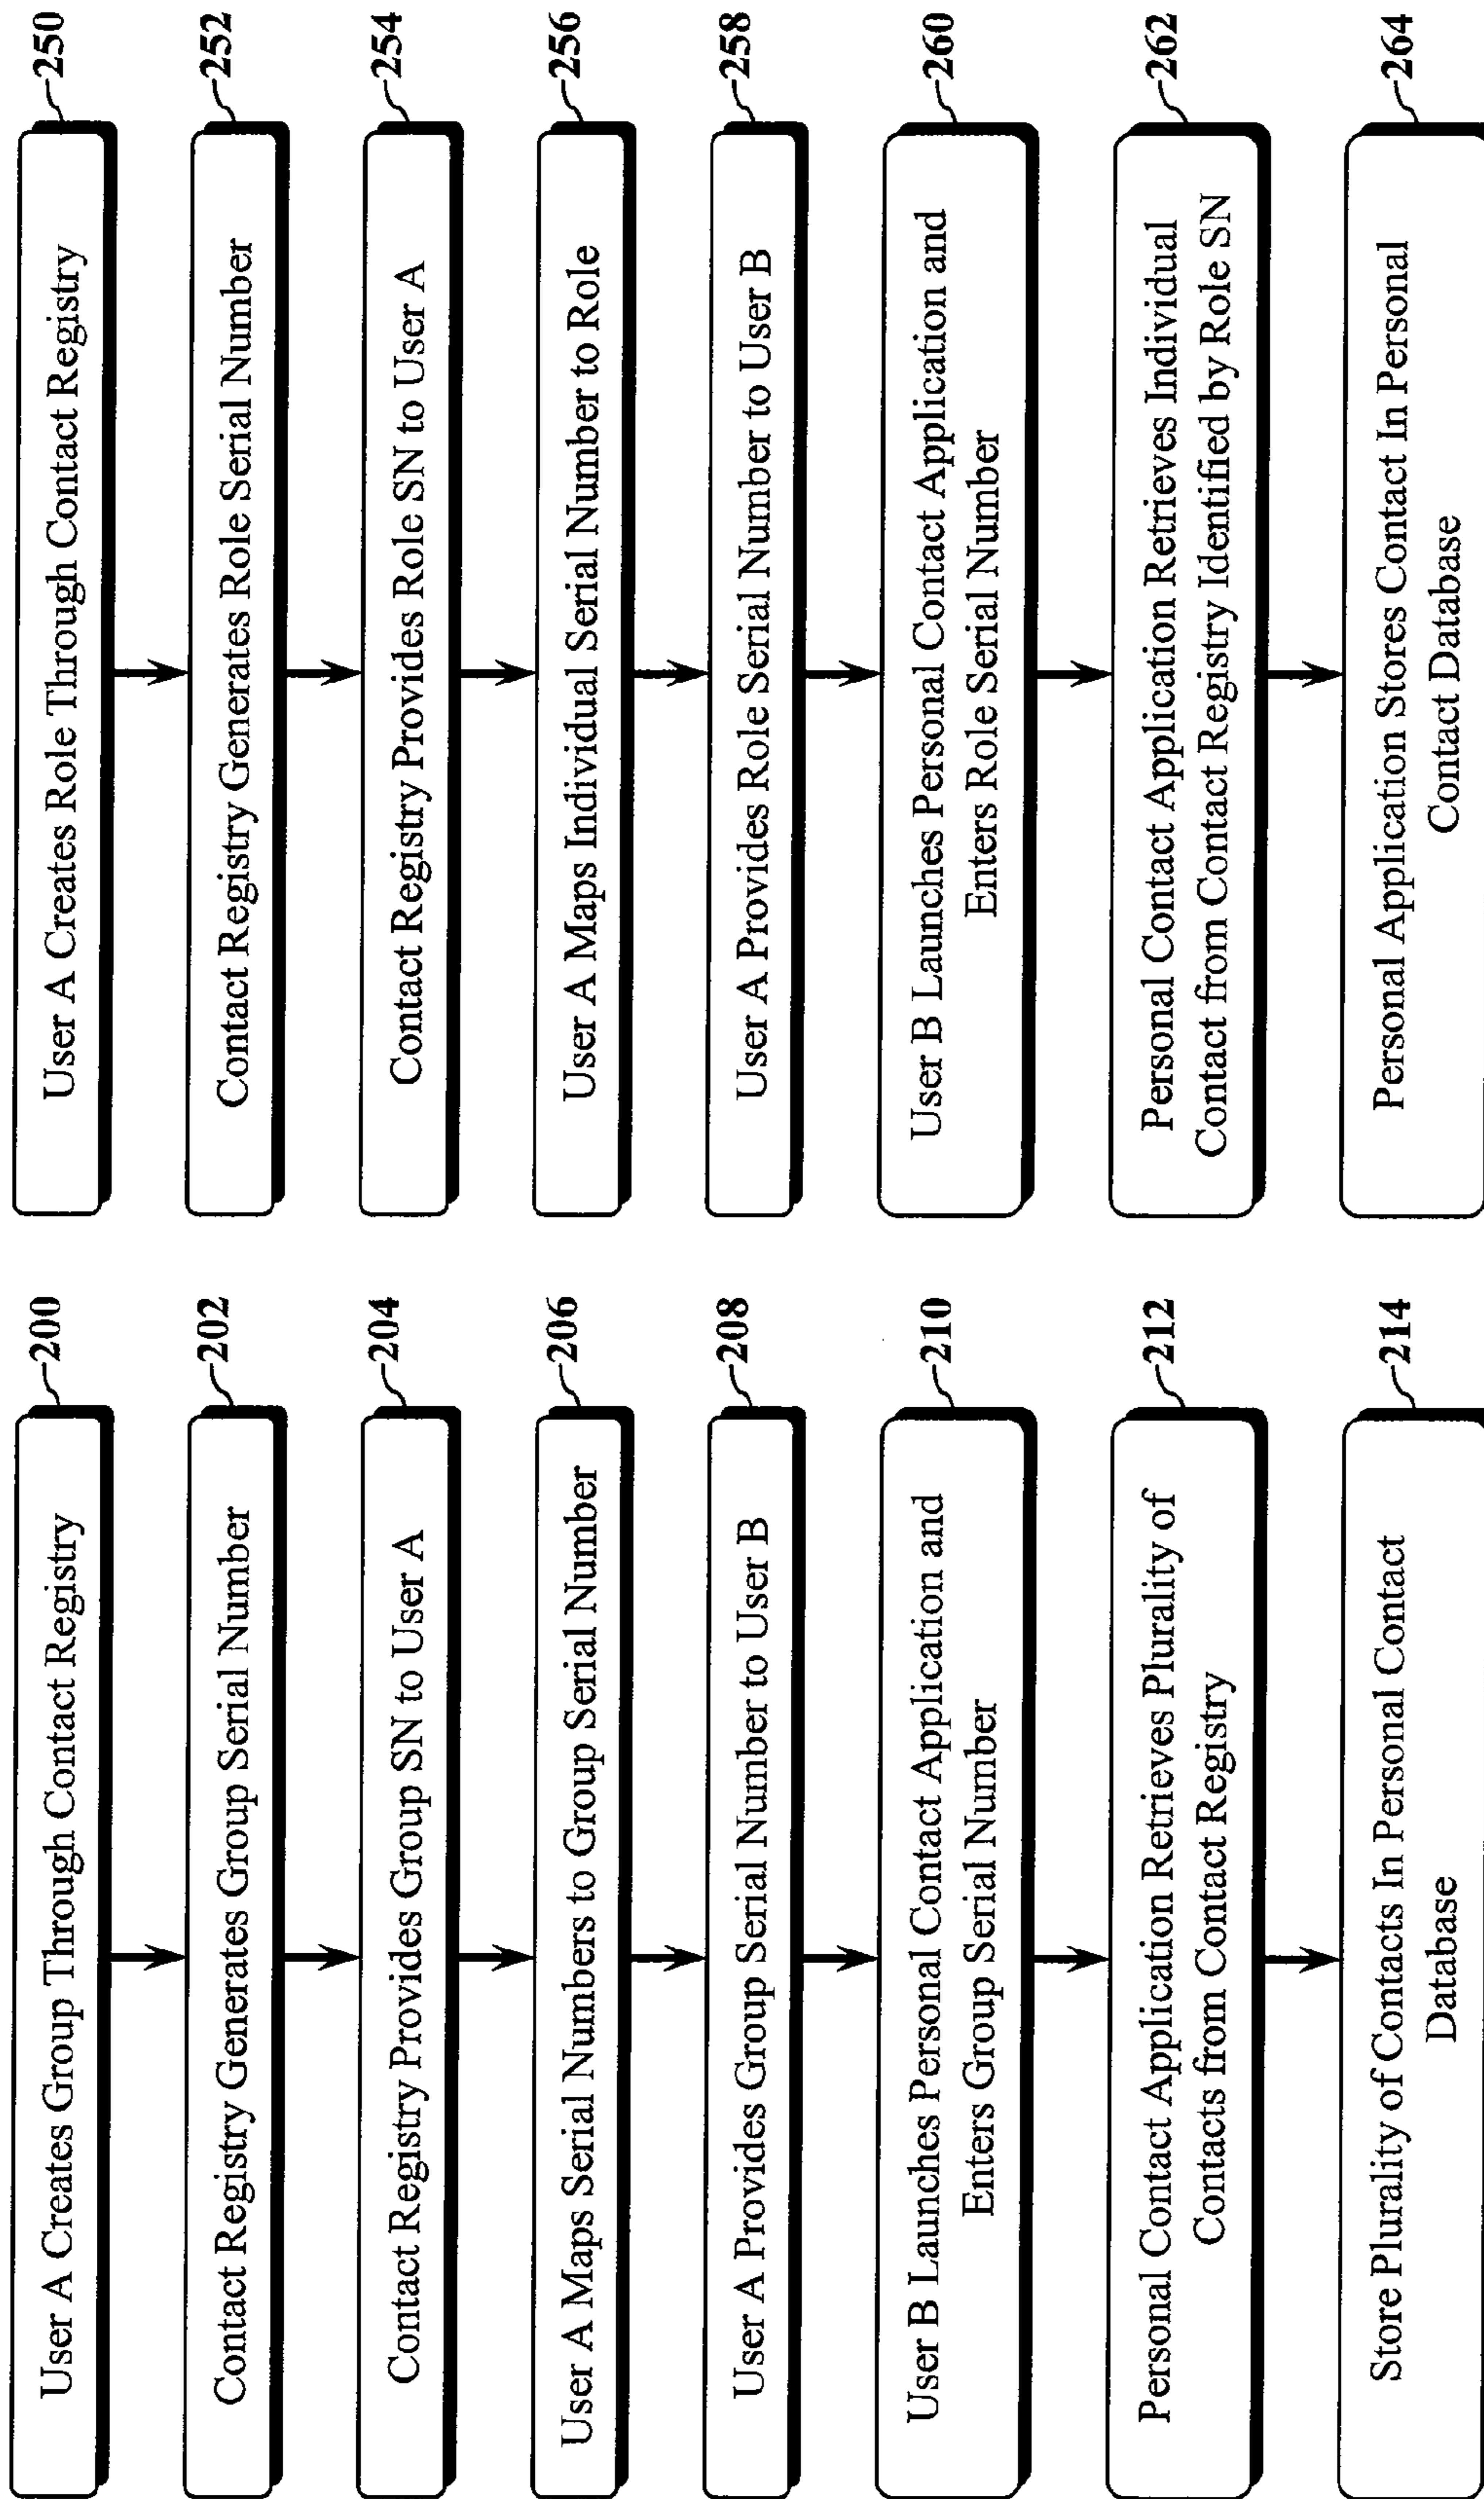 User A Creates Group Through Contact Registry
200
Contact Registry Generates Group Serial Number
202
Contact Registry Provides Group SN to User A
204
User A Maps Serial Numbers to Group Serial Number
206
User A Provides Group Serial Number to User B
208
User B Launches Personal Contact Application and
Enters Group Serial Number
210
Personal Contact Application Retrieves Plurality of
Contacts from Contact Registry
212
Store Plurality of Contacts In Personal Contact
Database
214
User A Creates Role Through Contact Registry
250
Contact Registry Generates Role Serial Number
252
Contact Registry Provides Role SN to User A
254
User A Maps Individual Serial Number to Role
256
User A Provides Role Serial Number to User B
258
User B Launches Personal Contact Application and
Enters Role Serial Number
260
Personal Contact Application Retrieves Individual
Contact from Contact Registry Identified by Role SN
262
Personal Application Stores Contact In Personal
Contact Database
264